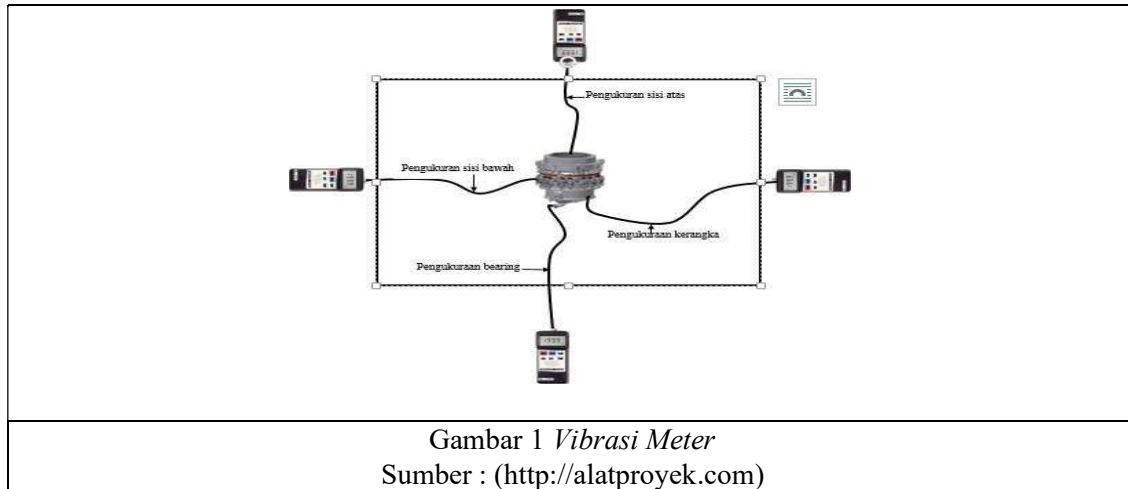 Pengukuran sisi atas
Pengukuran sisi bawah
Pengukuraan kerangka
Pengukuraan bearing
Gambar 1 Vibrasi Meter
Sumber : (http://alatproyek.com)